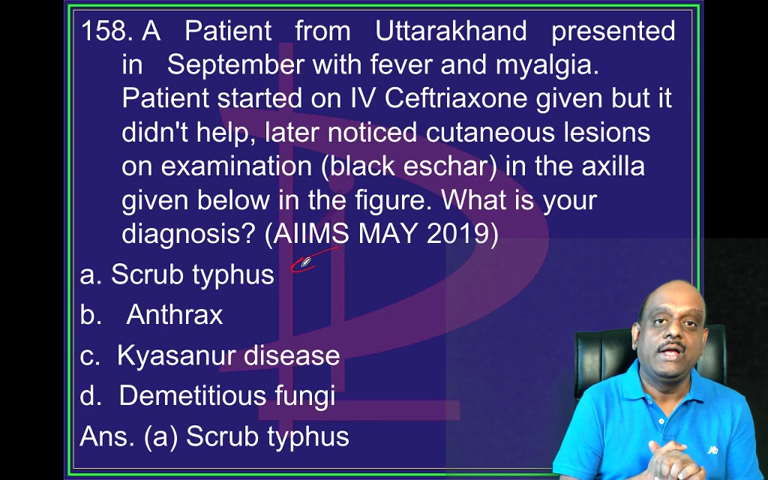 158. A Patient from Uttarakhand presented
in September with fever and myalgia.
Patient started on IV Ceftriaxone given but it
didn't help, later noticed cutaneous lesions
on examination (black eschar) in the axilla
given below in the figure. What is your
diagnosis? (AIIMS MAY 2019)
a. Scrub typhus
b. Anthrax
c. Kyasanur disease
d. Demetitious fungi
Ans. (a) Scrub typhus